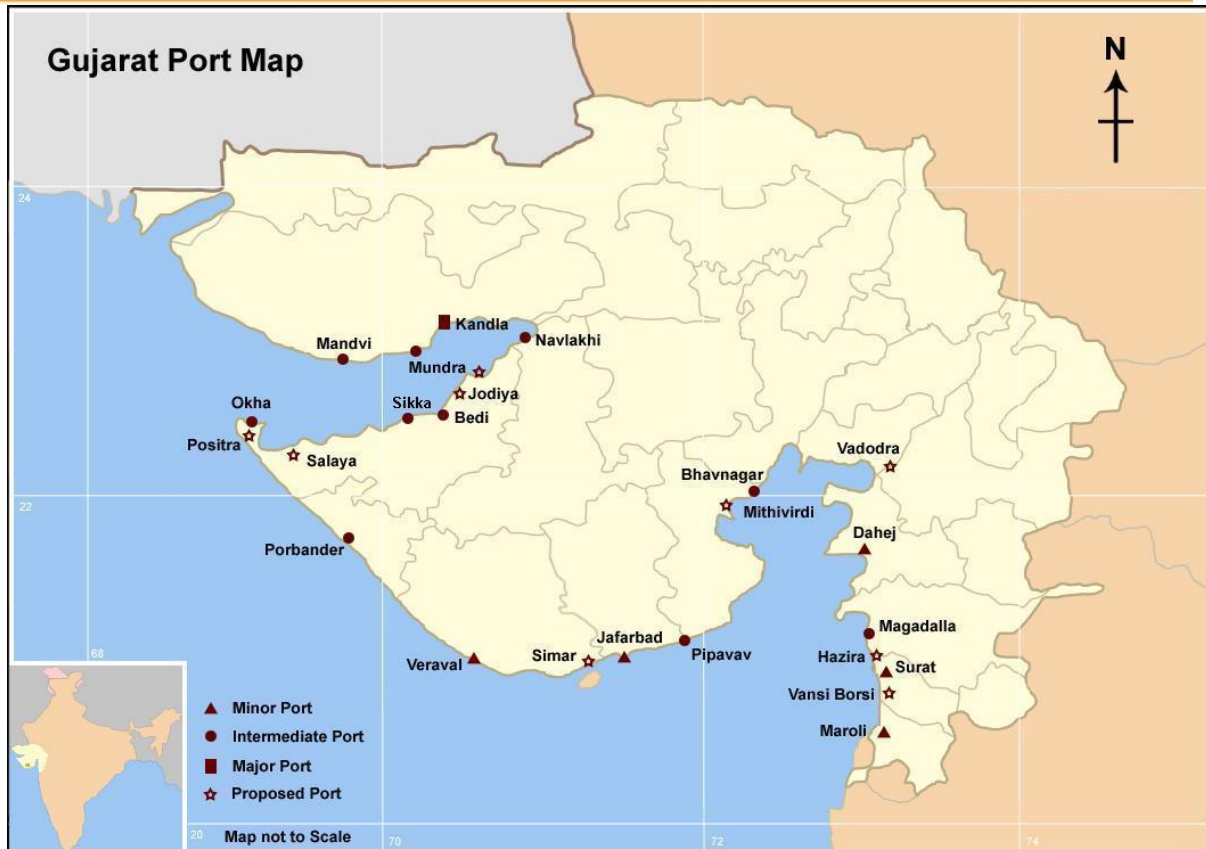 Gujarat Port Map
N
24
Kandla
Mandvi
Navlakhi
Mundra
Jodiya
Okha
Sikka
Bedi
Positra
Salaya
Vadodra
Bhavnagar
22
Mithivirdi
Dahej
Porbander
Magadalla
Jafarbad
Pipavav
Simar
Hazira
Veraval
Surat
68
Vansi Borsi
Minor Port
Maroli
Intermediate Port
Major Port
Proposed Port
20
Map not to Scale
70
72
74